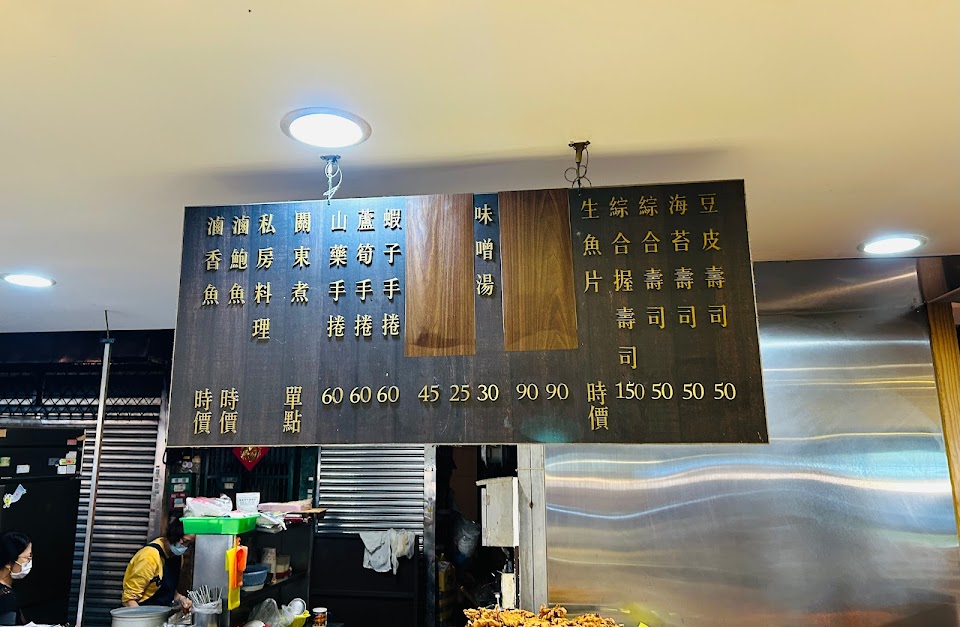 豆皮壽司 50
海苔壽司 50
綜合壽司 50
綜合握壽司 150
生魚片 時價
90
90
味噌湯 30
25
45
蝦子手捲 60
蘆筍手捲 60
山藥手捲 60
關東煮 單點
私房料理
滷鮑魚 時價
滷香魚 時價